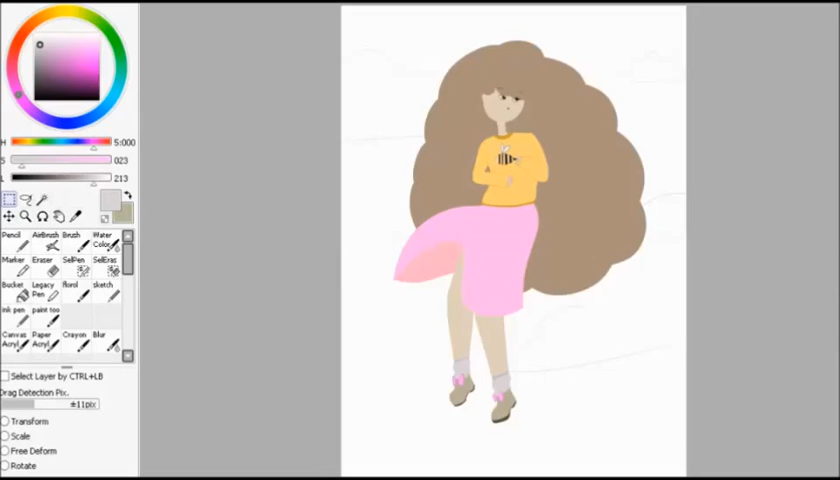 H 5:000
S 023
L 213
Pencil AirBrush Brush Water Color
Marker Eraser SelPen SelEras
Bucket Legacy Pen floral sketch
ink pen paint too
Canvas Acryl Paper Acryl Crayon Blur
Select Layer by CTRL+LB
Drag Detection Pix.
±11pix
Transform
Scale
Free Deform
Rotate